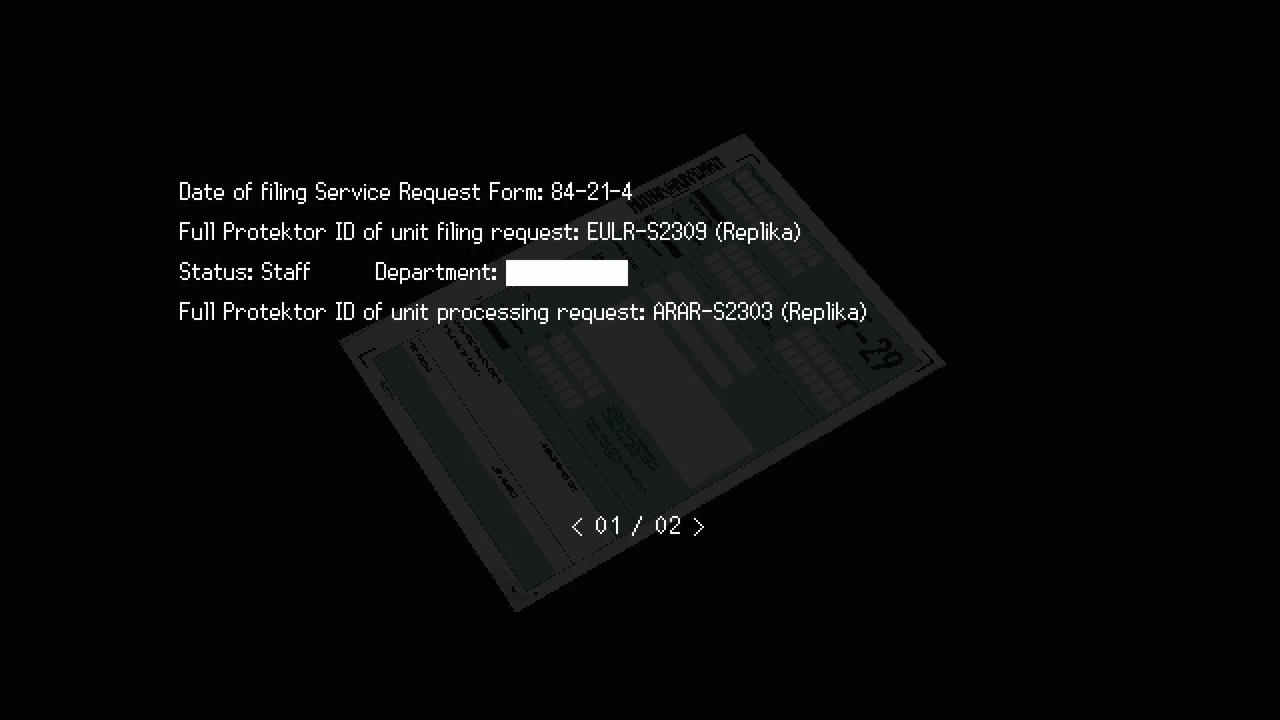 Date of filing Service Request Form: 84-21-4
Full Protektor ID of unit filing request: EULR-S2309 (Replika)
Status: Staff Department:
Full Protektor ID of unit processing request: ARAR-S2303 (Replika)
-29
< 01 / 02 >